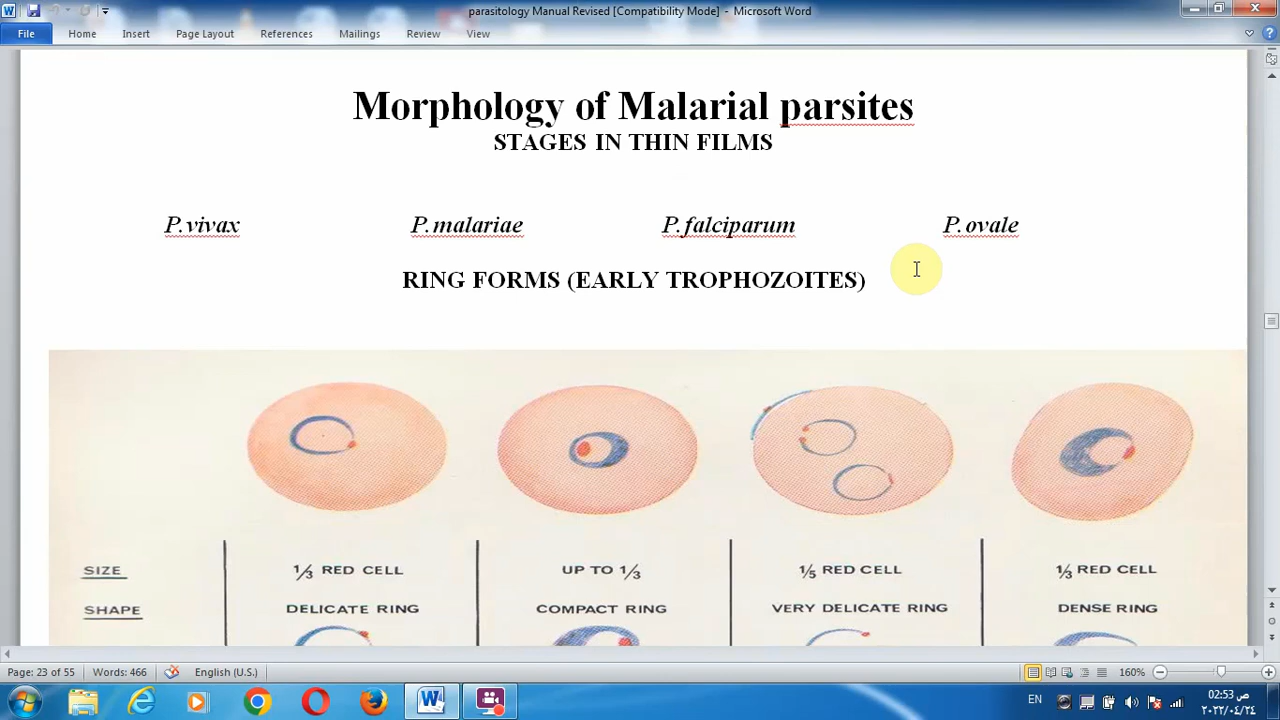 parasitology Manual Revised [Compatibility Mode] - Microsoft Word
File Home Insert Page Layout References Mailings Review View
Morphology of Malarial parsites
STAGES IN THIN FILMS
P.vivax P.malariae P.falciparum P.ovale
RING FORMS (EARLY TROPHOZOITES)
SIZE 1/3 RED CELL UP TO 1/3 1/5 RED CELL 1/3 RED CELL
SHAPE DELICATE RING COMPACT RING VERY DELICATE RING DENSE RING
Page: 23 of 55 Words: 466 English (U.S.) 160%
EN 02:53 ص
٢٠٢٢/٠٤/٢٤